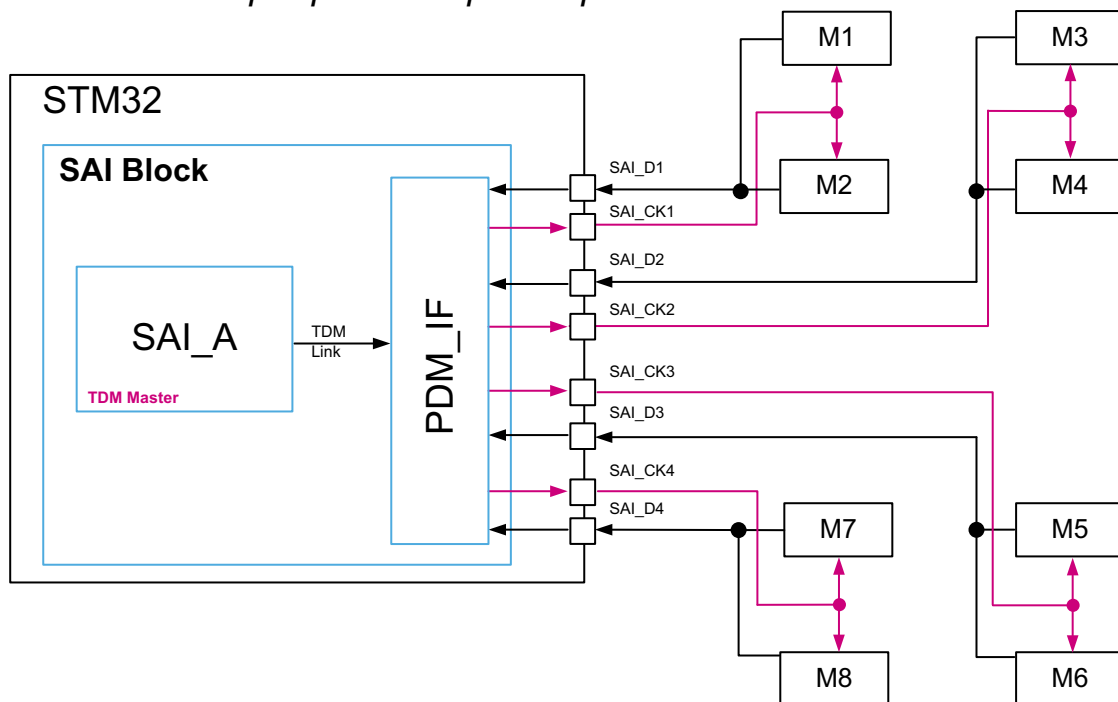 M1
M3
STM32
SAI Block
SAI_D1
M2
M4
SAI_CK1
SAI_D2
SAI_CK2
SAI_A
TDM
Link
PDM_IF
TDM Master
SAI_CK3
SAI_D3
SAI_CK4
SAI_D4
M7
M5
M8
M6